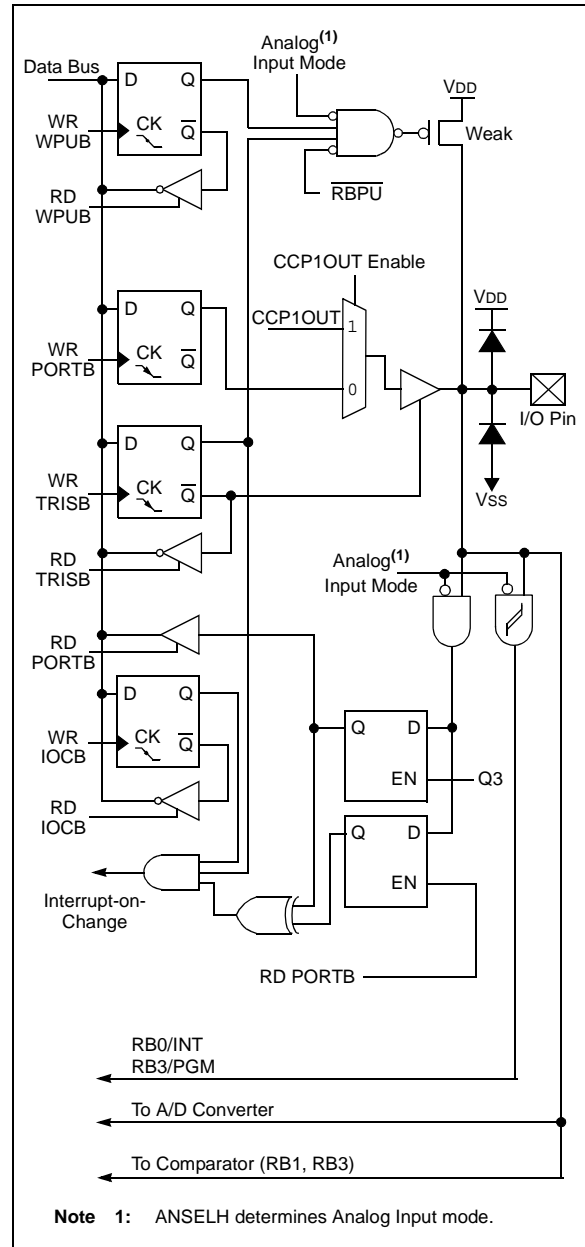 Analog(1)
Input Mode
Data Bus
D Q
VDD
WR
WPUB
CK
Q
Weak
RD
WPUB
RBPU
CCP1OUT Enable
D Q
CCP1OUT
1
VDD
WR
PORTB
CK
Q
0
I/O Pin
D Q
WR
TRISB
CK
Q
VSS
RD
TRISB
Analog(1)
Input Mode
RD
PORTB
D Q
Q D
WR
IOCB
CK
Q
EN
Q3
RD
IOCB
Q D
EN
Interrupt-on-
Change
RD PORTB
RB0/INT
RB3/PGM
To A/D Converter
To Comparator (RB1, RB3)
Note 1: ANSELH determines Analog Input mode.